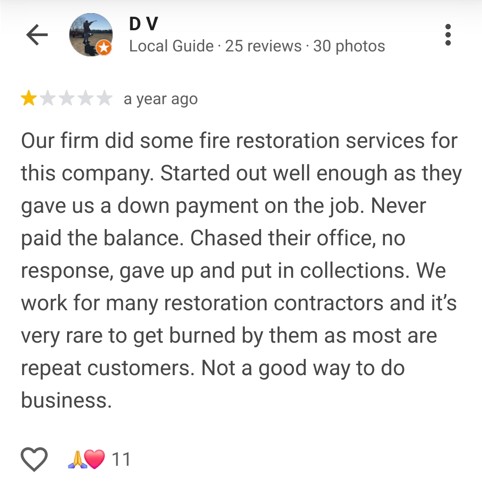 D V
Local Guide · 25 reviews · 30 photos
a year ago
Our firm did some fire restoration services for
this company. Started out well enough as they
gave us a down payment on the job. Never
paid the balance. Chased their office, no
response, gave up and put in collections. We
work for many restoration contractors and it’s
very rare to get burned by them as most are
repeat customers. Not a good way to do
business.
🙏❤️ 11